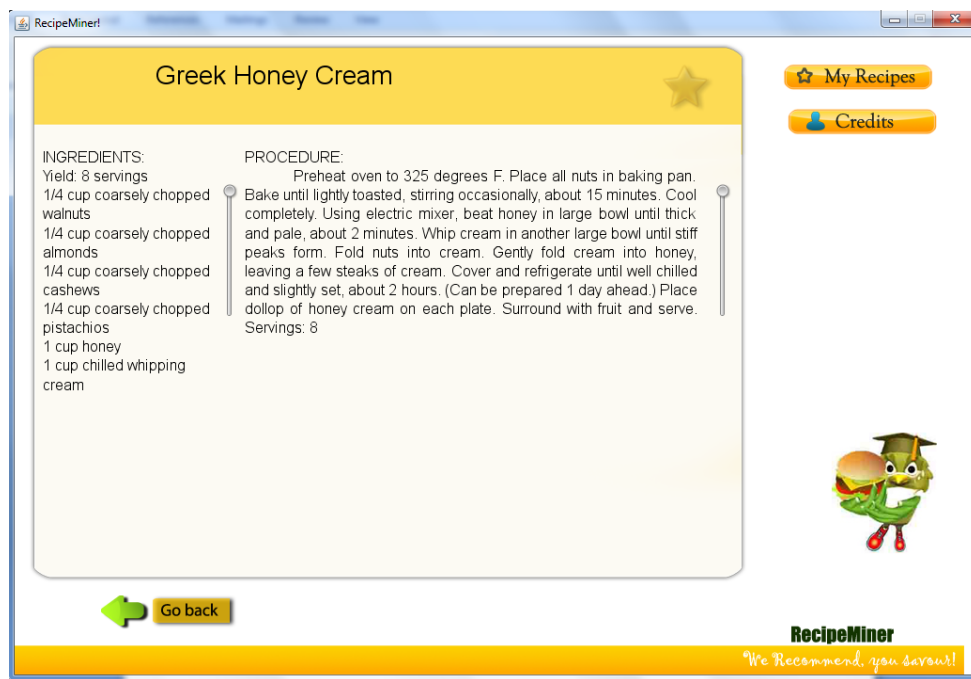 RecipeMiner!
Greek Honey Cream
My Recipes
Credits
INGREDIENTS:
Yield: 8 servings
1/4 cup coarsely chopped
walnuts
1/4 cup coarsely chopped
almonds
1/4 cup coarsely chopped
cashews
1/4 cup coarsely chopped
pistachios
1 cup honey
1 cup chilled whipping
cream
PROCEDURE:
Preheat oven to 325 degrees F. Place all nuts in baking pan.
Bake until lightly toasted, stirring occasionally, about 15 minutes. Cool
completely. Using electric mixer, beat honey in large bowl until thick
and pale, about 2 minutes. Whip cream in another large bowl until stiff
peaks form. Fold nuts into cream. Gently fold cream into honey,
leaving a few steaks of cream. Cover and refrigerate until well chilled
and slightly set, about 2 hours. (Can be prepared 1 day ahead.) Place
dollop of honey cream on each plate. Surround with fruit and serve.
Servings: 8
Go back
RecipeMiner
"We Recommend, you savour!